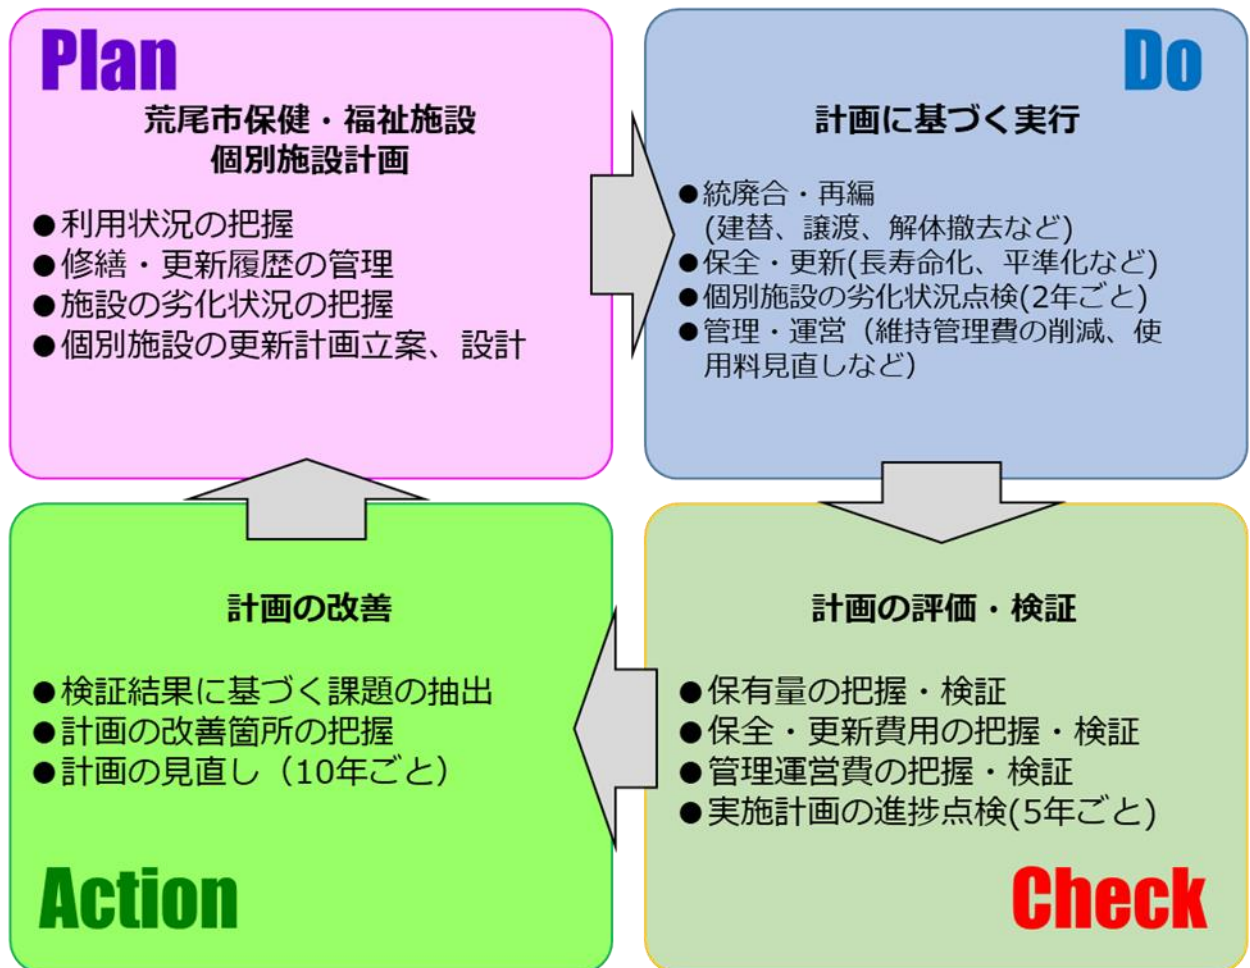 Plan
荒尾市保健・福祉施設
個別施設計画
●利用状況の把握
●修繕・更新履歴の管理
●施設の劣化状況の把握
●個別施設の更新計画立案、設計
Do
計画に基づく実行
●統廃合・再編
(建替、譲渡、解体撤去など)
●保全・更新(長寿命化、平準化など)
●個別施設の劣化状況点検(2年ごと)
●管理・運営（維持管理費の削減、使
用料見直しなど）
計画の改善
●検証結果に基づく課題の抽出
●計画の改善箇所の把握
●計画の見直し（10年ごと）
Action
計画の評価・検証
●保有量の把握・検証
●保全・更新費用の把握・検証
●管理運営費の把握・検証
●実施計画の進捗点検(5年ごと)
Check